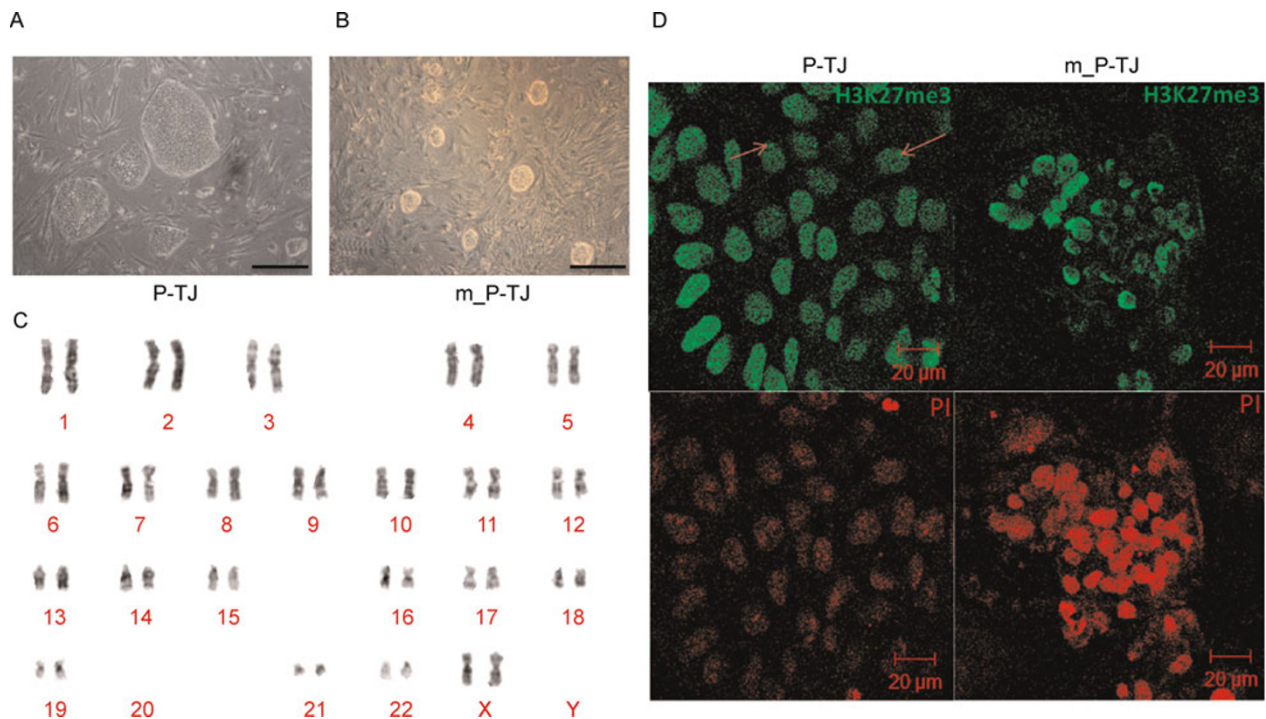 A
B
P-TJ
m_P-TJ
C
1 2 3 4 5
6 7 8 9 10 11 12
13 14 15 16 17 18
19 20 21 22 X Y
D
P-TJ m_P-TJ
H3K27me3 H3K27me3
20 µm 20 µm
PI PI
20 µm 20 µm